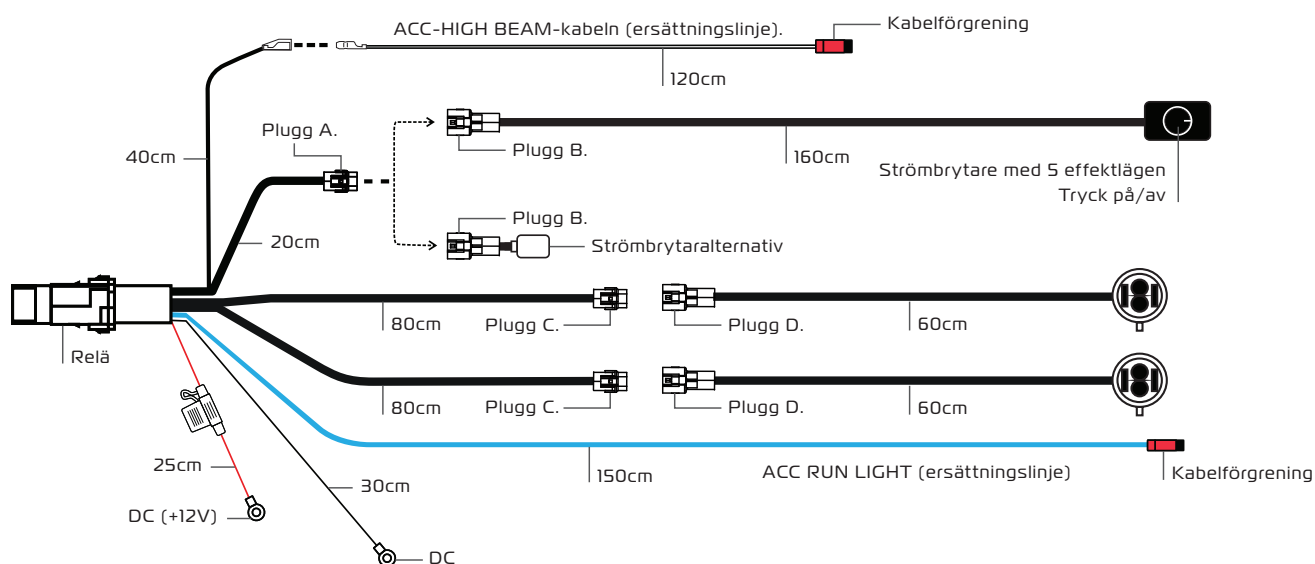 ACC-HIGH BEAM-kabeln (ersättningslinje).
Kabelförgrening
120cm
Plugg A.
Plugg B.
160cm
40cm
Strömbrytare med 5 effektlägen
Tryck på/av
Plugg B.
20cm
Strömbrytaralternativ
80cm
Plugg C.
Plugg D.
60cm
Relä
80cm
Plugg C.
Plugg D.
60cm
25cm
30cm
150cm
ACC RUN LIGHT (ersättningslinje)
Kabelförgrening
DC (+12V)
DC